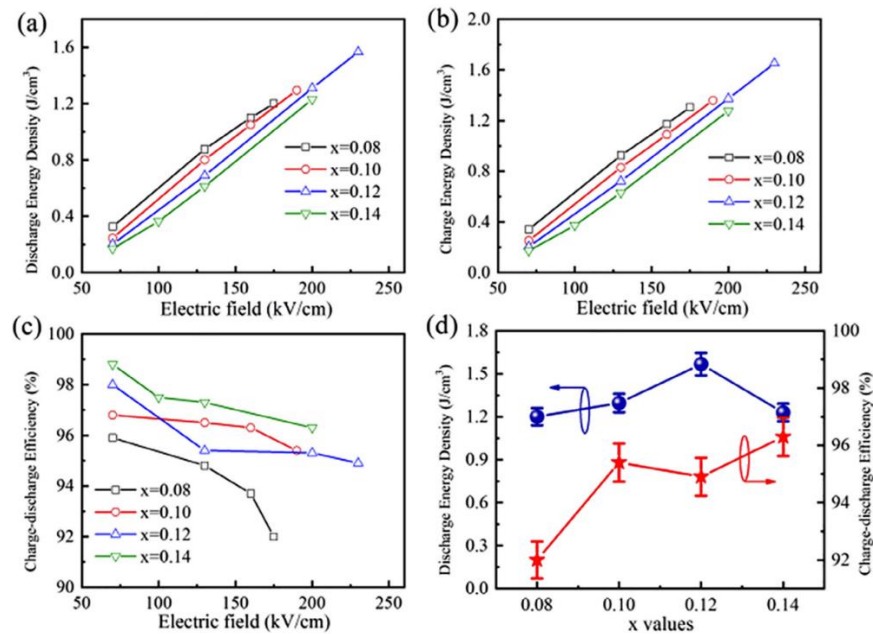 (a)
Discharge Energy Density (J/cm³)
1.6
1.2
0.8
0.4
0.0
x=0.08
x=0.10
x=0.12
x=0.14
50 100 150 200 250
Electric field (kV/cm)
(b)
Charge Energy Density (J/cm³)
2.0
1.6
1.2
0.8
0.4
0.0
x=0.08
x=0.10
x=0.12
x=0.14
50 100 150 200 250
Electric field (kV/cm)
(c)
Charge-discharge Efficiency (%)
100
98
96
94
92
90
x=0.08
x=0.10
x=0.12
x=0.14
50 100 150 200 250
Electric field (kV/cm)
(d)
Discharge Energy Density (J/cm³)
1.8
1.5
1.2
0.9
0.6
0.3
0.0
100
98
96
94
92
Charge-discharge Efficiency (%)
0.08 0.10 0.12 0.14
x values